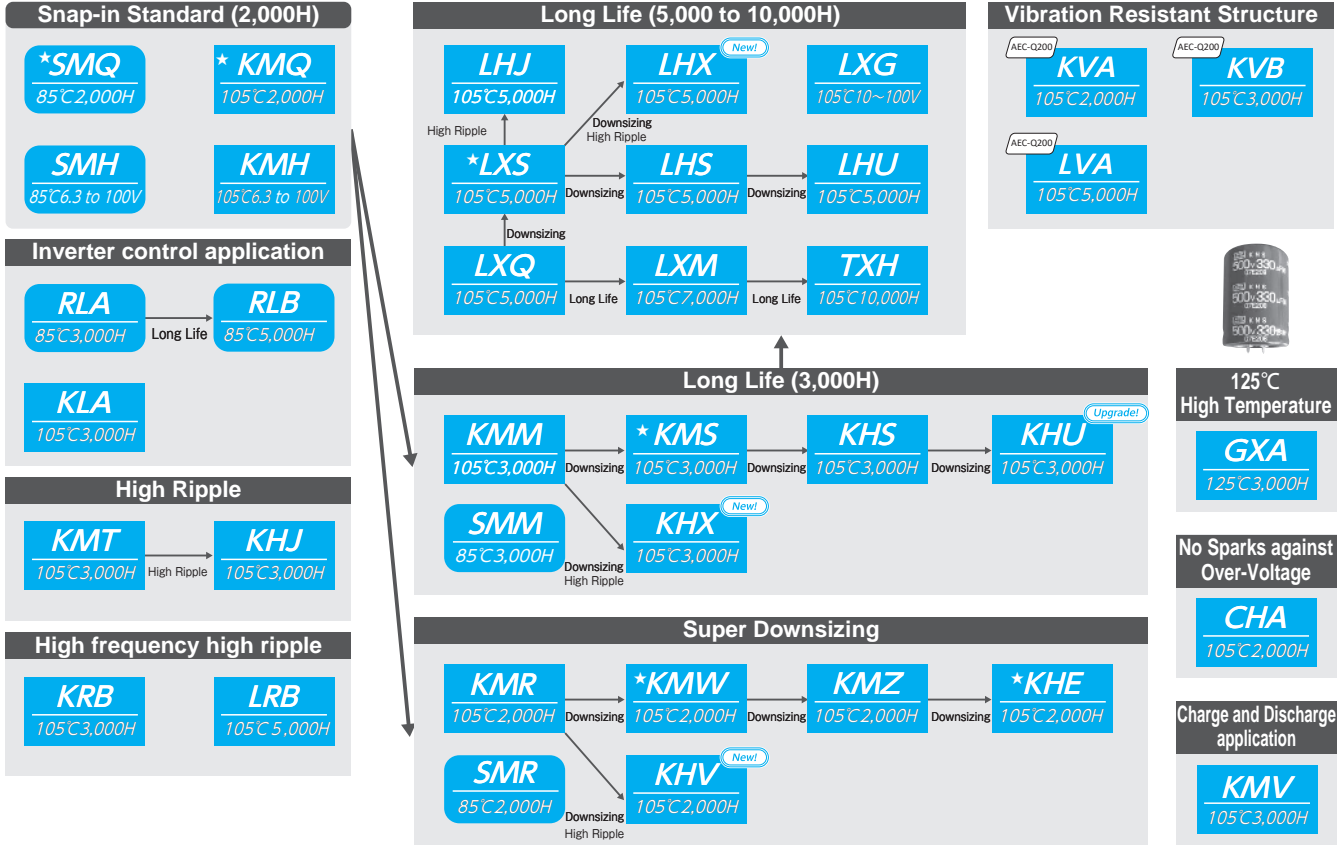 Snap-in Standard (2,000H)
★SMQ
85℃2,000H
★ KMQ
105℃2,000H
SMH
85℃6.3 to 100V
KMH
105℃6.3 to 100V
Inverter control application
RLA
85℃3,000H
Long Life
RLB
85℃5,000H
KLA
105℃3,000H
High Ripple
KMT
105℃3,000H
High Ripple
KHJ
105℃3,000H
High frequency high ripple
KRB
105℃3,000H
LRB
105℃ 5,000H
Long Life (5,000 to 10,000H)
LHJ
105℃5,000H
New!
LHX
105℃5,000H
LXG
105℃10~100V
High Ripple
Downsizing
High Ripple
★LXS
105℃5,000H
Downsizing
LHS
105℃5,000H
Downsizing
LHU
105℃5,000H
Downsizing
LXQ
105℃5,000H
Long Life
LXM
105℃7,000H
Long Life
TXH
105℃10,000H
Long Life (3,000H)
KMM
105℃3,000H
Downsizing
★ KMS
105℃3,000H
Downsizing
KHS
105℃3,000H
Downsizing
Upgrade!
KHU
105℃3,000H
SMM
85℃3,000H
Downsizing
High Ripple
New!
KHX
105℃3,000H
Super Downsizing
KMR
105℃2,000H
Downsizing
★KMW
105℃2,000H
Downsizing
KMZ
105℃2,000H
Downsizing
★KHE
105℃2,000H
SMR
85℃2,000H
Downsizing
High Ripple
New!
KHV
105℃2,000H
Vibration Resistant Structure
AEC-Q200
KVA
105℃2,000H
AEC-Q200
KVB
105℃3,000H
AEC-Q200
LVA
105℃5,000H
KMS
500V330
KMS
500V330
KMS
500V330
125℃
High Temperature
GXA
125℃3,000H
No Sparks against
Over-Voltage
CHA
105℃2,000H
Charge and Discharge
application
KMV
105℃3,000H